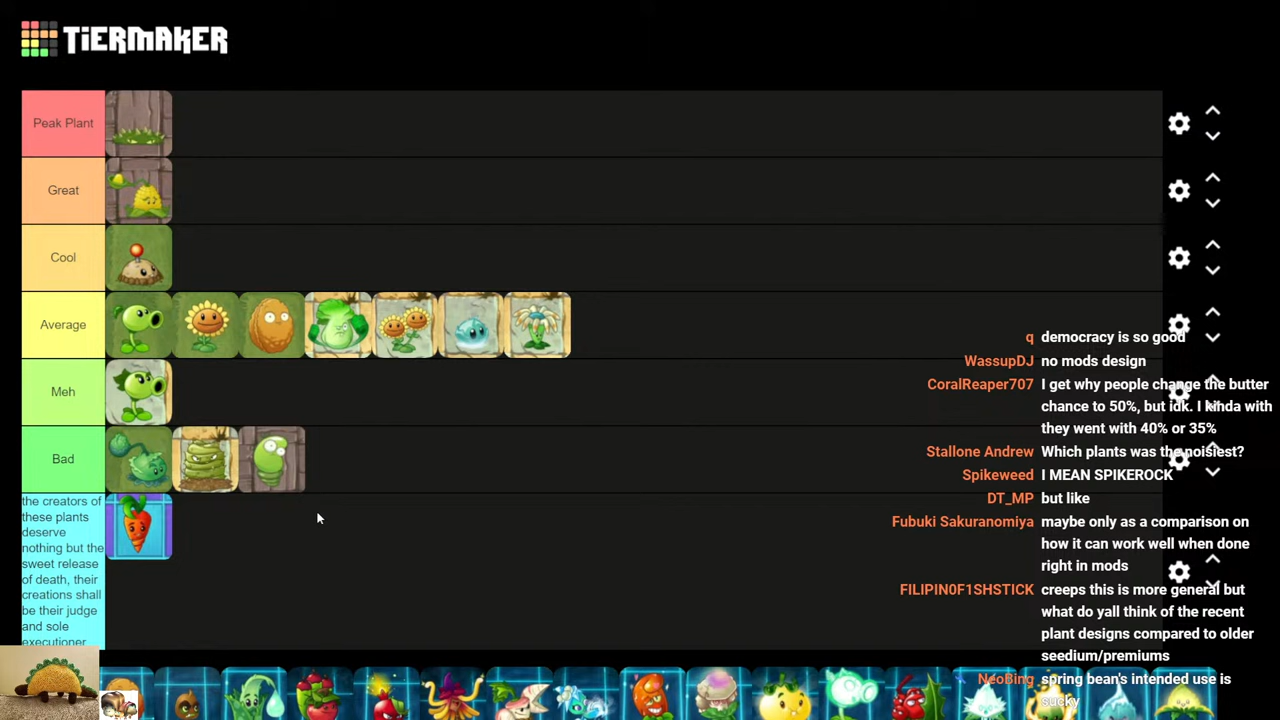 TIERMAKER
Peak Plant
Great
Cool
Average
Meh
Bad
the creators of
these plants
deserve
nothing but the
sweet release
of death, their
creations shall
be their judge
and sole
executioner
q democracy is so good
WassupDJ no mods design
CoralReaper707 I get why people change the butter
chance to 50%, but idk. I kinda with
they went with 40% or 35%
Stallone Andrew Which plants was the noisiest?
Spikeweed I MEAN SPIKEROCK
DT_MP but like
Fubuki Sakuranomiya maybe only as a comparison on
how it can work well when done
right in mods
FILIPIN0F1SHSTICK creeps this is more general but
what do yall think of the recent
plant designs compared to older
seedium/premiums
NeoBing spring bean's intended use is
sucky